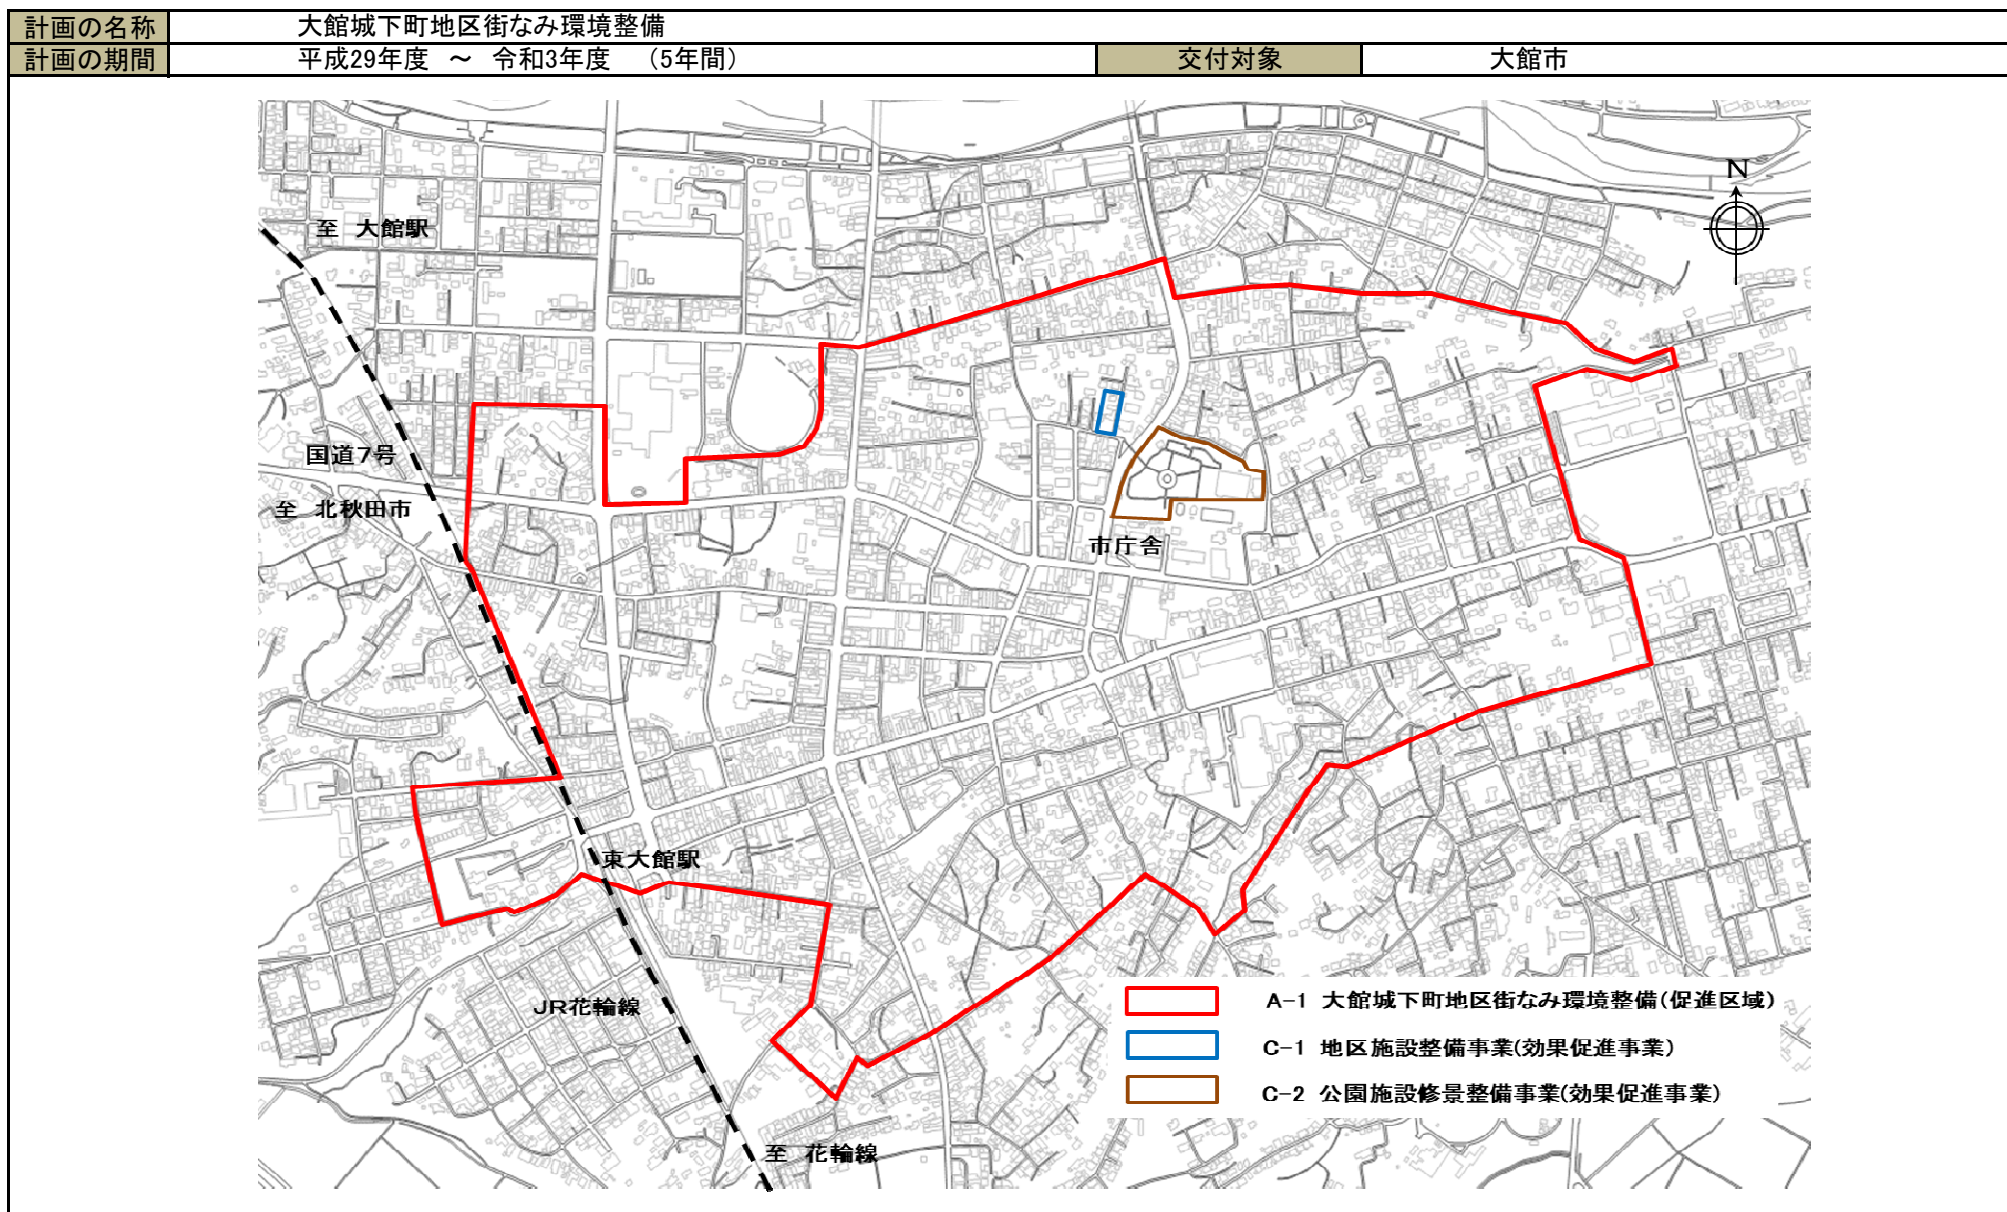 計画の名称 大館城下町地区街なみ環境整備
計画の期間 平成29年度 ～ 令和3年度 (5年間) 交付対象 大館市
N
至 大館駅
国道7号
至 北秋田市
市庁舎
東大館駅
JR花輪線
至 花輪線
A-1 大館城下町地区街なみ環境整備(促進区域)
C-1 地区施設整備事業(効果促進事業)
C-2 公園施設修景整備事業(効果促進事業)